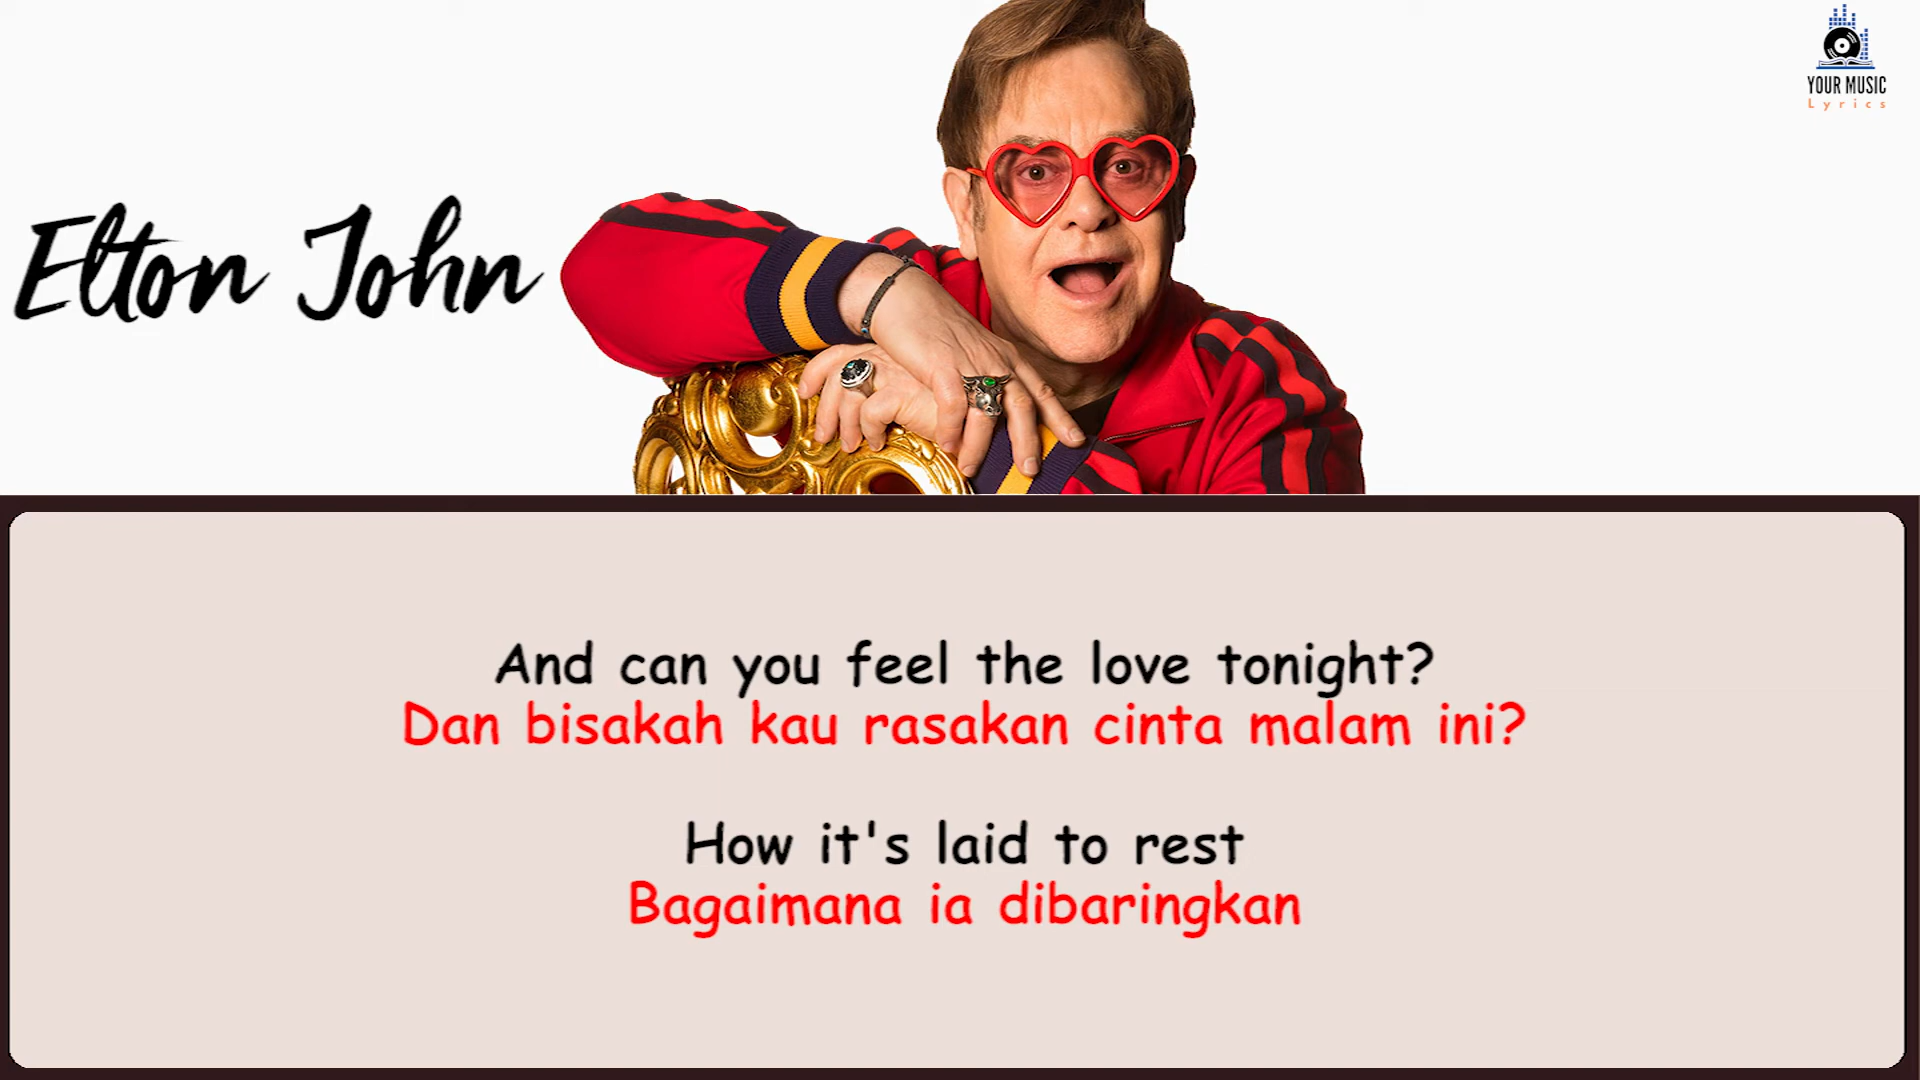 YOUR MUSIC
Lyrics
Elton John
And can you feel the love tonight?
Dan bisakah kau rasakan cinta malam ini?
How it's laid to rest
Bagaimana ia dibaringkan